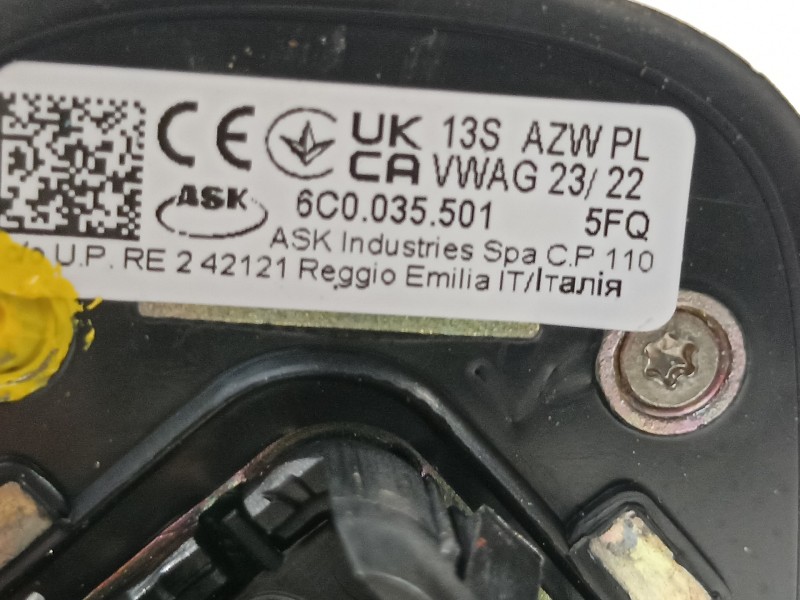 CE UK CA 13S AZW PL
VWAG 23/22
ASK 6C0.035.501 5FQ
ASK Industries Spa C.P 110
U.P. RE 2 42121 Reggio Emilia IT/Італія